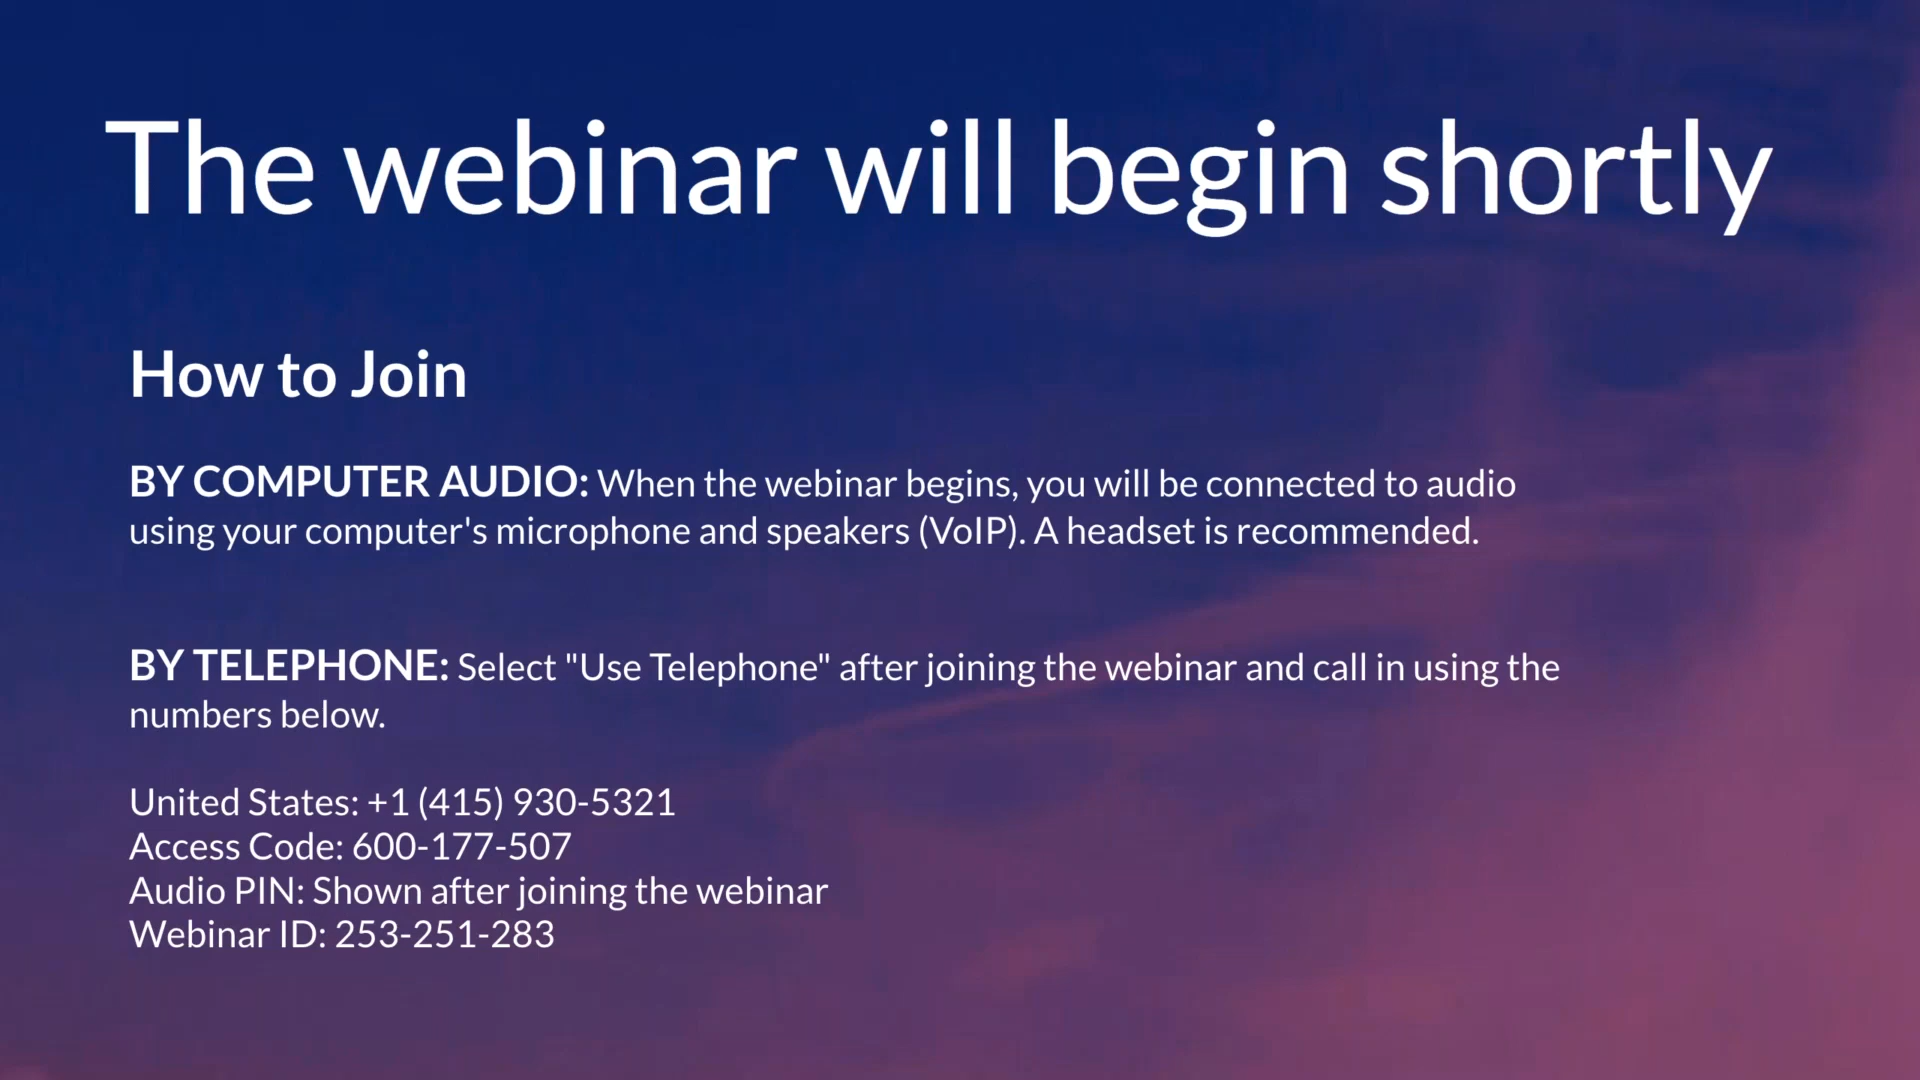 The webinar will begin shortly
How to Join
BY COMPUTER AUDIO: When the webinar begins, you will be connected to audio
using your computer's microphone and speakers (VoIP). A headset is recommended.
BY TELEPHONE: Select "Use Telephone" after joining the webinar and call in using the
numbers below.
United States: +1 (415) 930-5321
Access Code: 600-177-507
Audio PIN: Shown after joining the webinar
Webinar ID: 253-251-283